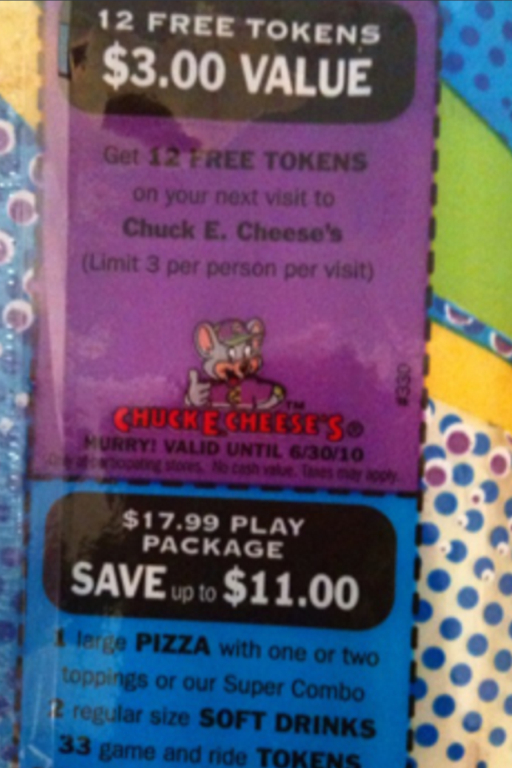 12 FREE TOKENS
$3.00 VALUE
Get 12 FREE TOKENS
on your next visit to
Chuck E. Cheese's
(Limit 3 per person per visit)
#330
CHUCK E. CHEESE'S®
HURRY! VALID UNTIL 6/30/10
participating stores. No cash value. Taxes may apply.
$17.99 PLAY
PACKAGE
SAVE up to $11.00
1 large PIZZA with one or two
toppings or our Super Combo
2 regular size SOFT DRINKS
33 game and ride TOKENS